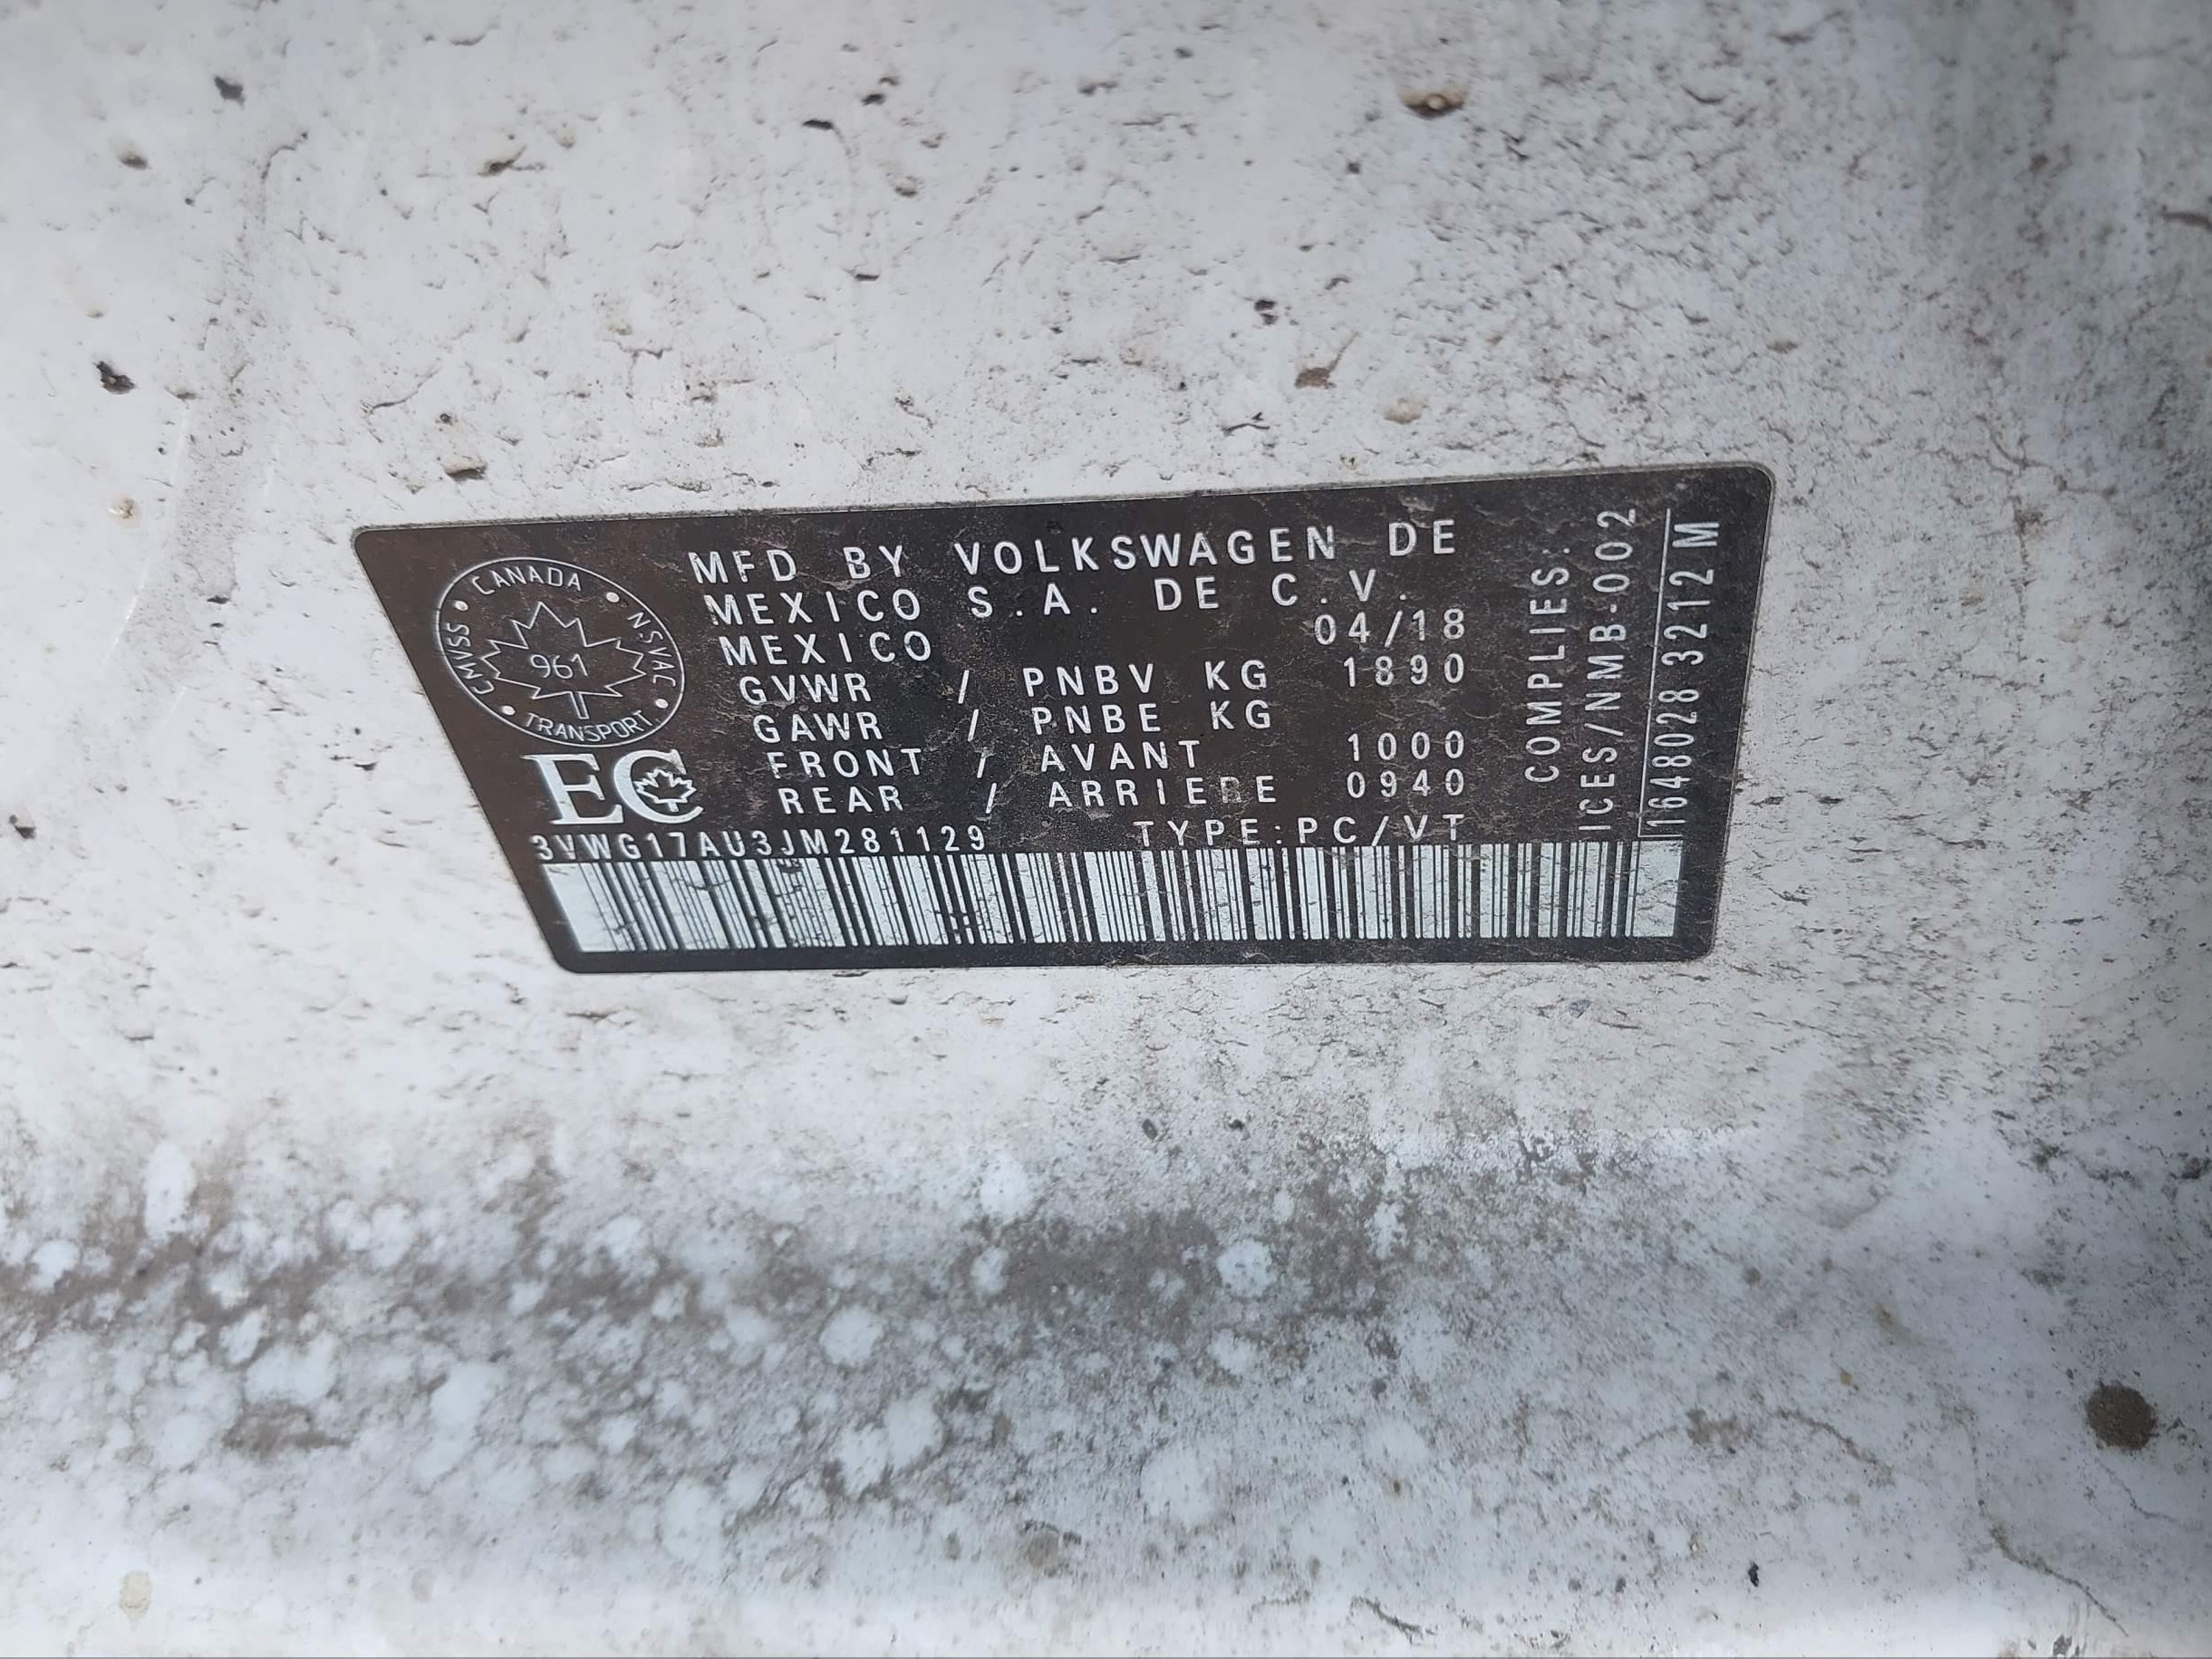 CANADA
CMVSS • NSVAC
961
TRANSPORT
EC
MFD BY VOLKSWAGEN DE
MEXICO S.A. DE C.V.
MEXICO 04/18
GVWR / PNBV KG 1890
GAWR / PNBE KG
FRONT / AVANT 1000
REAR / ARRIERE 0940
3VWG17AU3JM281129 TYPE:PC/VT
COMPLIES:
ICES/NMB-002
16480028 3212M